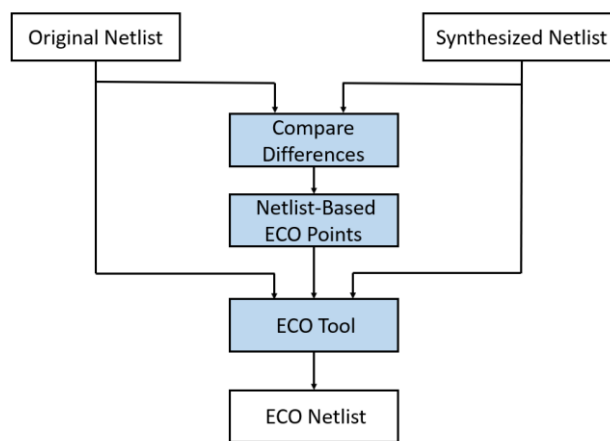 Original Netlist
Synthesized Netlist
Compare
Differences
Netlist-Based
ECO Points
ECO Tool
ECO Netlist